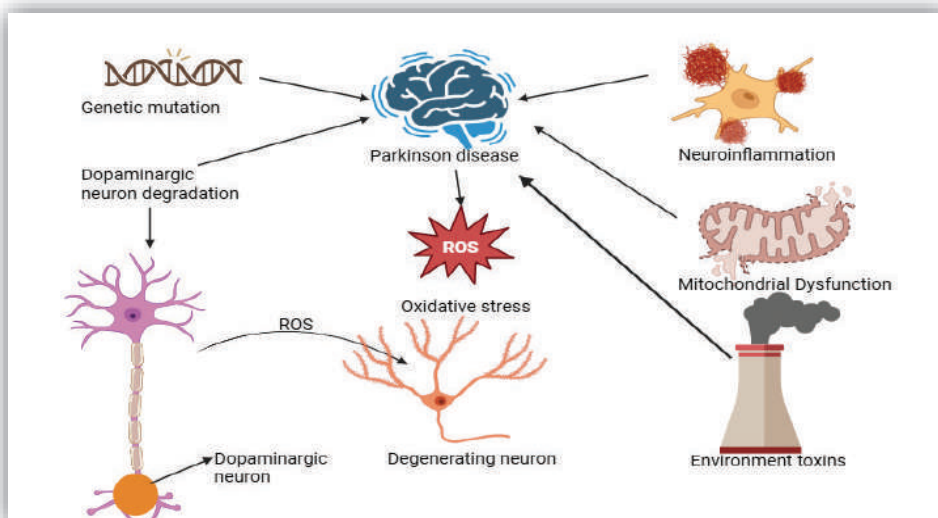 Genetic mutation
Parkinson disease
Neuroinflammation
Dopaminargic
neuron degradation
ROS
Oxidative stress
Mitochondrial Dysfunction
ROS
Degenerating neuron
Dopaminargic
neuron
Environment toxins